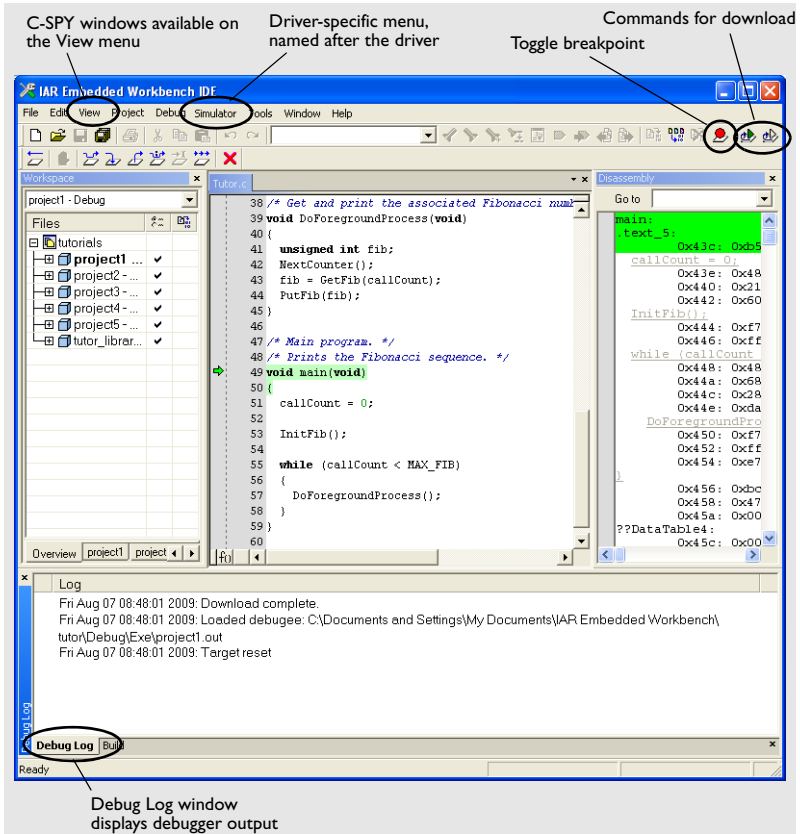 C-SPY windows available on
the View menu
Driver-specific menu,
named after the driver
Commands for download
Toggle breakpoint
IAR Embedded Workbench IDE
File Edit View Project Debug Simulator Tools Window Help
Workspace
project1 - Debug
Files
tutorials
project1 ...
project2 - ...
project3 - ...
project4 - ...
project5 - ...
tutor_librar...
Overview project1 project
Tutor.c
38 /* Get and print the associated Fibonacci numb
39 void DoForegroundProcess(void)
40 {
41 unsigned int fib;
42 NextCounter();
43 fib = GetFib(callCount);
44 PutFib(fib);
45 }
46
47 /* Main program. */
48 /* Prints the Fibonacci sequence. */
49 void main(void)
50 {
51 callCount = 0;
52
53 InitFib();
54
55 while (callCount < MAX_FIB)
56 {
57 DoForegroundProcess();
58 }
59 }
60
f()
Disassembly
Go to
main:
.text_5:
0x43c: 0xb5
callCount = 0;
0x43e: 0x48
0x440: 0x21
0x442: 0x60
InitFib();
0x444: 0xf7
0x446: 0xff
while (callCount
0x448: 0x48
0x44a: 0x68
0x44c: 0x28
0x44e: 0xda
DoForegroundPro
0x450: 0xf7
0x452: 0xff
0x454: 0xe7
}
0x456: 0xbc
0x458: 0x47
0x45a: 0x00
??DataTable4:
0x45c: 0x00
Log
Fri Aug 07 08:48:01 2009: Download complete.
Fri Aug 07 08:48:01 2009: Loaded debugee: C:\Documents and Settings\My Documents\IAR Embedded Workbench\
tutor\Debug\Exe\project1.out
Fri Aug 07 08:48:01 2009: Target reset
Debug Log
Debug Log Build
Ready
Debug Log window
displays debugger output